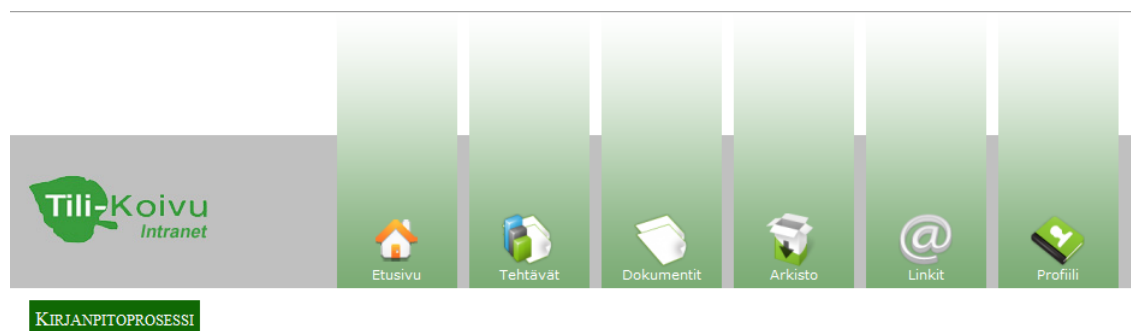 Tili-Koivu
Intranet
Etusivu
Tehtävät
Dokumentit
Arkisto
Linkit
Profiili
KIRJANPITOPROSESSI